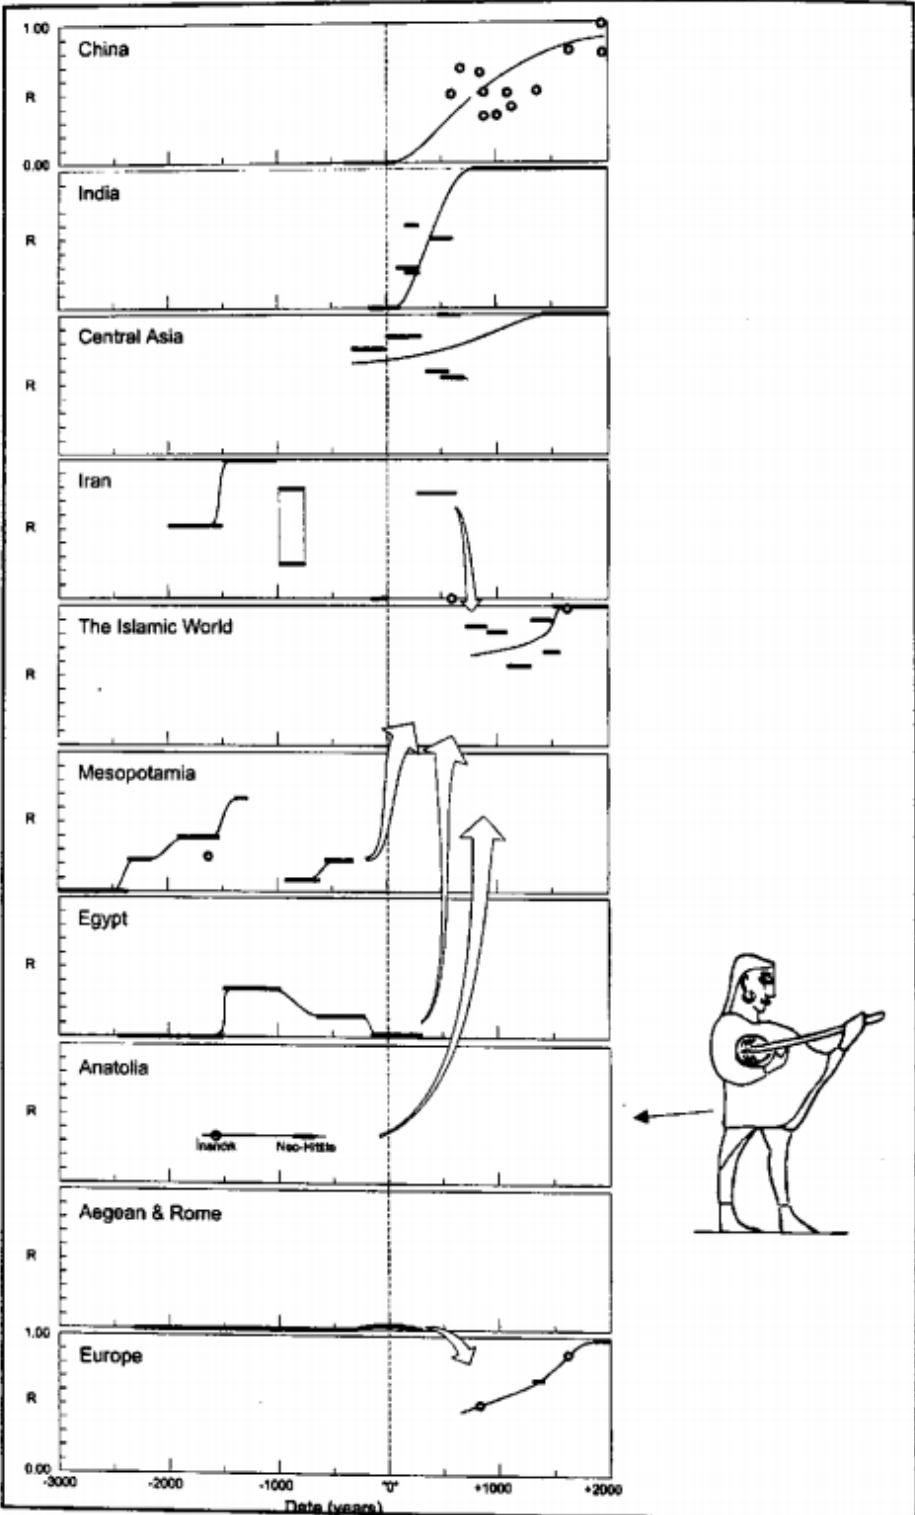 1.00
China
R
0.00
India
R
Central Asia
R
Iran
R
The Islamic World
R
Mesopotamia
R
Egypt
R
Anatolia
R
Neo-Hittite
Aegean & Rome
R
1.00
Europe
R
0.00
-3000 -2000 -1000 "0" +1000 +2000
Date (years)